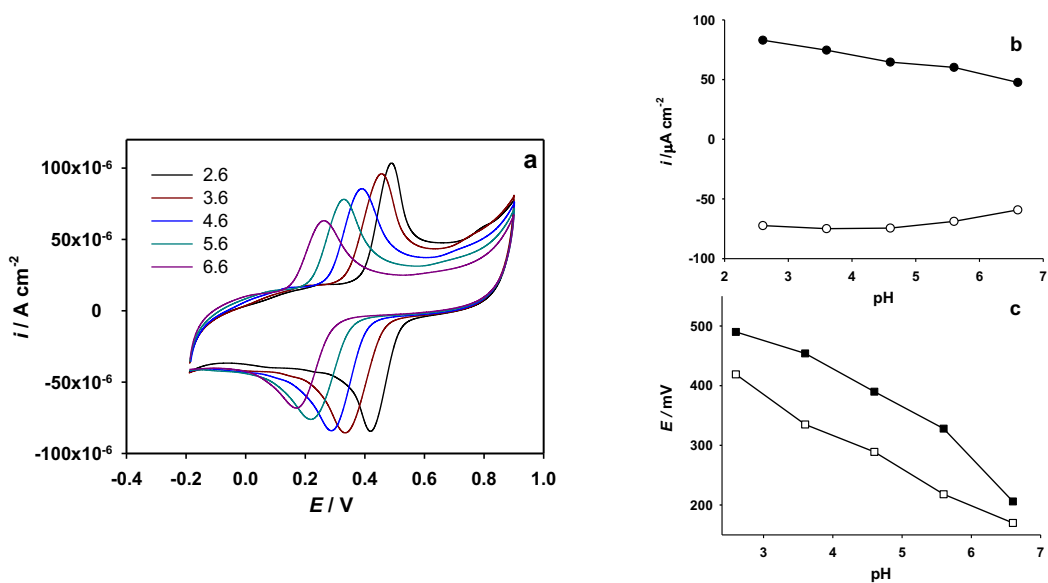 a
2.6
3.6
4.6
5.6
6.6
100x10⁻⁶
50x10⁻⁶
0
-50x10⁻⁶
-100x10⁻⁶
i / A cm⁻²
-0.4 -0.2 0.0 0.2 0.4 0.6 0.8 1.0
E / V
b
100
50
0
-50
-100
i /µA cm⁻²
2 3 4 5 6 7
pH
c
500
400
300
200
E / mV
3 4 5 6 7
pH